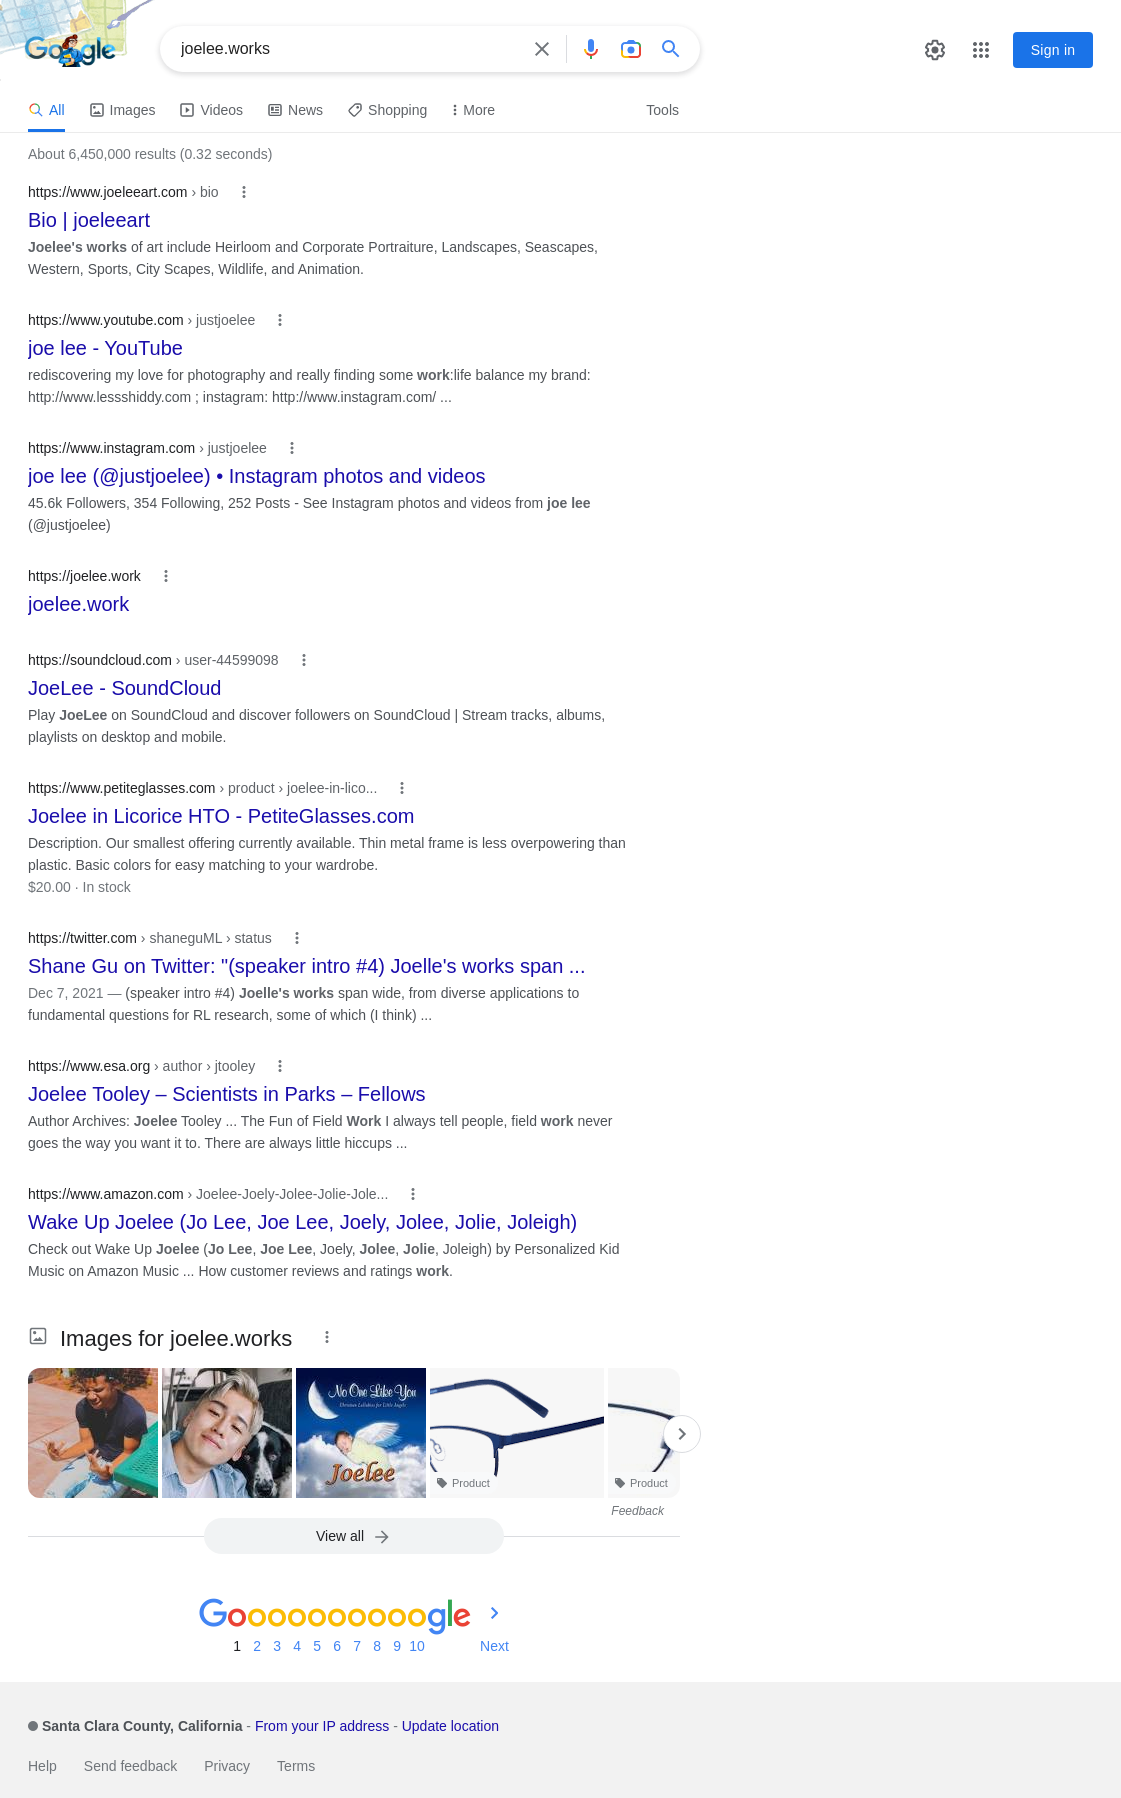 Google
joelee.works
Sign in
All
Images
Videos
News
Shopping
More
Tools
About 6,450,000 results (0.32 seconds)
https://www.joeleeart.com › bio
Bio | joeleeart
Joelee's works of art include Heirloom and Corporate Portraiture, Landscapes, Seascapes,
Western, Sports, City Scapes, Wildlife, and Animation.
https://www.youtube.com › justjoelee
joe lee - YouTube
rediscovering my love for photography and really finding some work:life balance my brand:
http://www.lessshiddy.com ; instagram: http://www.instagram.com/ ...
https://www.instagram.com › justjoelee
joe lee (@justjoelee) • Instagram photos and videos
45.6k Followers, 354 Following, 252 Posts - See Instagram photos and videos from joe lee
(@justjoelee)
https://joelee.work
joelee.work
https://soundcloud.com › user-44599098
JoeLee - SoundCloud
Play JoeLee on SoundCloud and discover followers on SoundCloud | Stream tracks, albums,
playlists on desktop and mobile.
https://www.petiteglasses.com › product › joelee-in-lico...
Joelee in Licorice HTO - PetiteGlasses.com
Description. Our smallest offering currently available. Thin metal frame is less overpowering than
plastic. Basic colors for easy matching to your wardrobe.
$20.00 · In stock
https://twitter.com › shaneguML › status
Shane Gu on Twitter: "(speaker intro #4) Joelle's works span ...
Dec 7, 2021 — (speaker intro #4) Joelle's works span wide, from diverse applications to
fundamental questions for RL research, some of which (I think) ...
https://www.esa.org › author › jtooley
Joelee Tooley – Scientists in Parks – Fellows
Author Archives: Joelee Tooley ... The Fun of Field Work I always tell people, field work never
goes the way you want it to. There are always little hiccups ...
https://www.amazon.com › Joelee-Joely-Jolee-Jolie-Jole...
Wake Up Joelee (Jo Lee, Joe Lee, Joely, Jolee, Jolie, Joleigh)
Check out Wake Up Joelee (Jo Lee, Joe Lee, Joely, Jolee, Jolie, Joleigh) by Personalized Kid
Music on Amazon Music ... How customer reviews and ratings work.
Images for joelee.works
No One Like You
Christian Lullabies for Little Angels
Joelee
Product
Product
Feedback
View all
Goooooooooogle
1 2 3 4 5 6 7 8 9 10 Next
Santa Clara County, California - From your IP address - Update location
Help Send feedback Privacy Terms